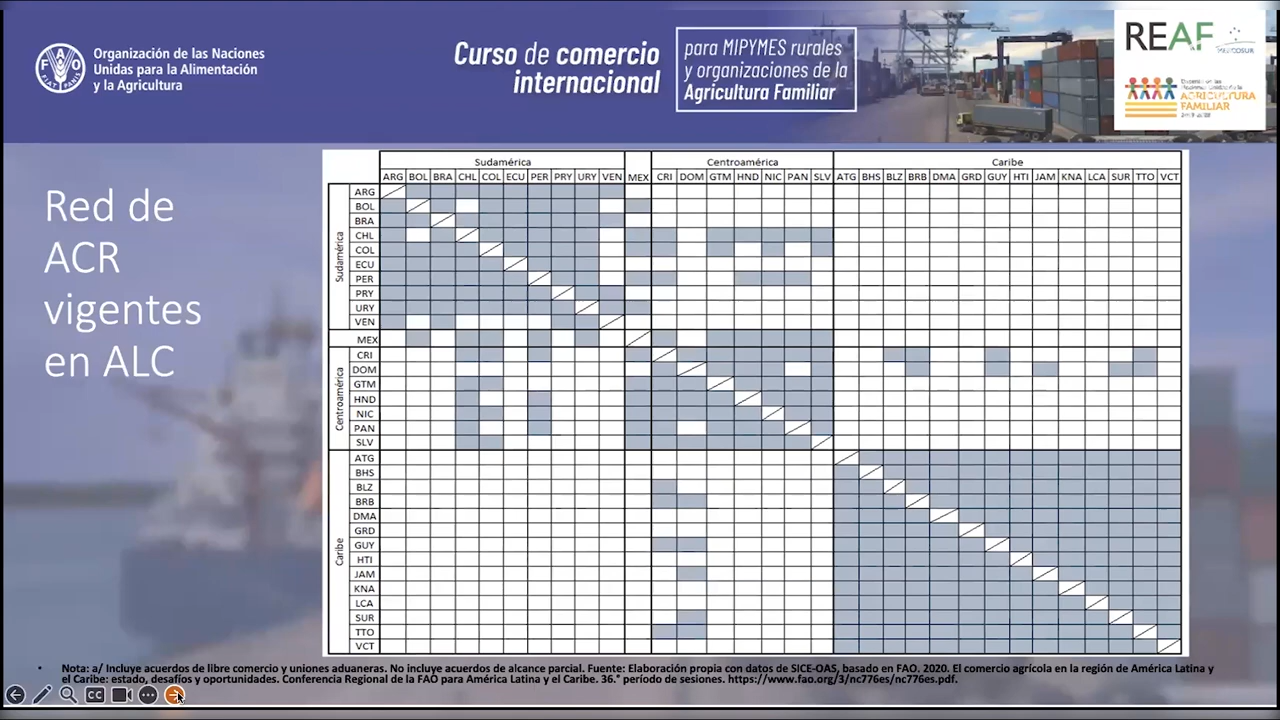 Organización de las Naciones
Unidas para la Alimentación
y la Agricultura
Curso de comercio
internacional
para MIPYMES rurales
y organizaciones de la
Agricultura Familiar
REAF
AGRICULTURA
FAMILIAR
Red de
ACR
vigentes
en ALC
Sudamérica Centroamérica Caribe
ARG BOL BRA CHL COL ECU PER PRY URY VEN MEX CRI DOM GTM HND NIC PAN SLV ATG BHS BLZ BRB DMA GRD GUY HTI JAM KNA LCA SUR TTO VCT
Sudamérica
ARG
BOL
BRA
CHL
COL
ECU
PER
PRY
URY
VEN
MEX
Centroamérica
CRI
DOM
GTM
HND
NIC
PAN
SLV
Caribe
ATG
BHS
BLZ
BRB
DMA
GRD
GUY
HTI
JAM
KNA
LCA
SUR
TTO
VCT
• Nota: a/ Incluye acuerdos de libre comercio y uniones aduaneras. No incluye acuerdos de alcance parcial. Fuente: Elaboración propia con datos de SICE-OAS, basado en FAO. 2020. El comercio agrícola en la región de América Latina y
el Caribe: estado, desafíos y oportunidades. Conferencia Regional de la FAO para América Latina y el Caribe. 36.° período de sesiones. https://www.fao.org/3/nc776es/nc776es.pdf.
CC